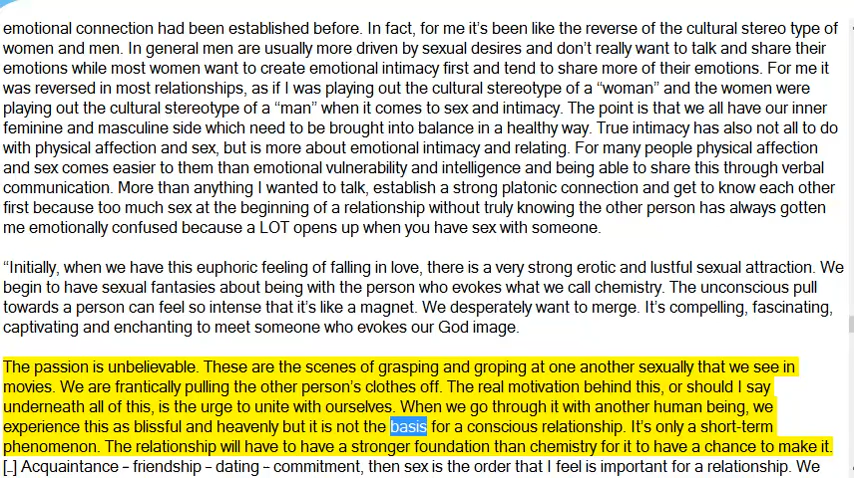 emotional connection had been established before. In fact, for me it's been like the reverse of the cultural stereo type of
women and men. In general men are usually more driven by sexual desires and don't really want to talk and share their
emotions while most women want to create emotional intimacy first and tend to share more of their emotions. For me it
was reversed in most relationships, as if I was playing out the cultural stereotype of a “woman” and the women were
playing out the cultural stereotype of a “man” when it comes to sex and intimacy. The point is that we all have our inner
feminine and masculine side which need to be brought into balance in a healthy way. True intimacy has also not all to do
with physical affection and sex, but is more about emotional intimacy and relating. For many people physical affection
and sex comes easier to them than emotional vulnerability and intelligence and being able to share this through verbal
communication. More than anything I wanted to talk, establish a strong platonic connection and get to know each other
first because too much sex at the beginning of a relationship without truly knowing the other person has always gotten
me emotionally confused because a LOT opens up when you have sex with someone.
“Initially, when we have this euphoric feeling of falling in love, there is a very strong erotic and lustful sexual attraction. We
begin to have sexual fantasies about being with the person who evokes what we call chemistry. The unconscious pull
towards a person can feel so intense that it's like a magnet. We desperately want to merge. It's compelling, fascinating,
captivating and enchanting to meet someone who evokes our God image.
The passion is unbelievable. These are the scenes of grasping and groping at one another sexually that we see in
movies. We are frantically pulling the other person's clothes off. The real motivation behind this, or should I say
underneath all of this, is the urge to unite with ourselves. When we go through it with another human being, we
experience this as blissful and heavenly but it is not the basis for a conscious relationship. It's only a short-term
phenomenon. The relationship will have to have a stronger foundation than chemistry for it to have a chance to make it.
[..] Acquaintance – friendship – dating – commitment, then sex is the order that I feel is important for a relationship. We